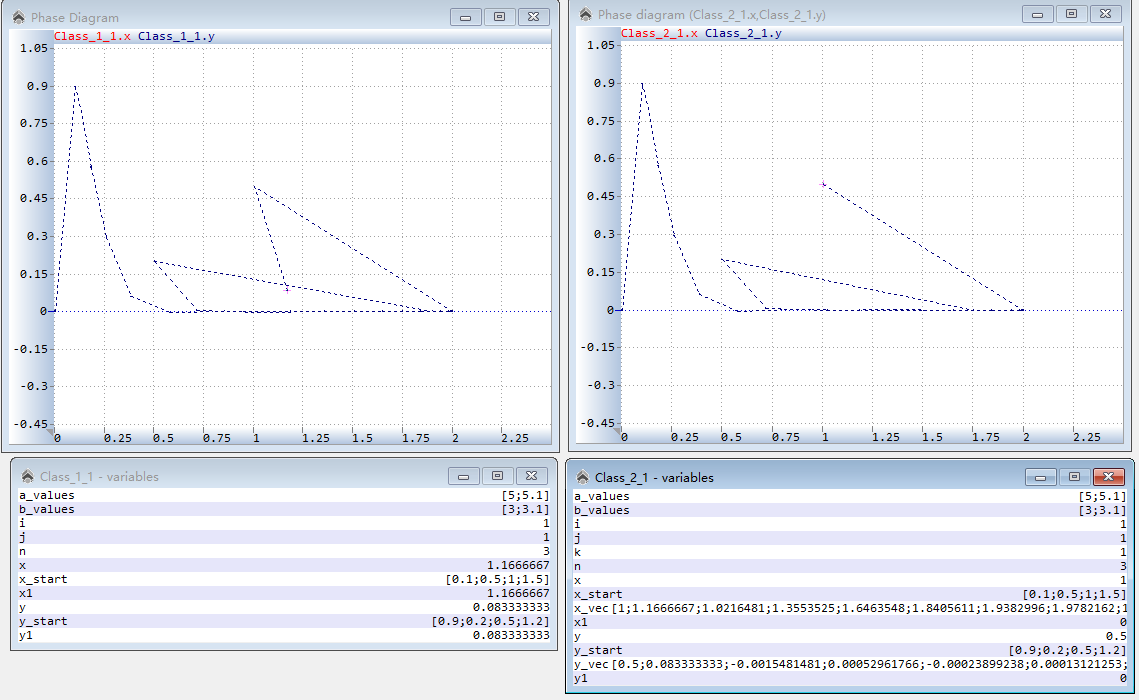 Phase Diagram
Class_1_1.x Class_1_1.y
1.05
0.9
0.75
0.6
0.45
0.3
0.15
0
-0.15
-0.3
-0.45
0 0.25 0.5 0.75 1 1.25 1.5 1.75 2 2.25
Phase diagram (Class_2_1.x,Class_2_1.y)
Class_2_1.x Class_2_1.y
1.05
0.9
0.75
0.6
0.45
0.3
0.15
0
-0.15
-0.3
-0.45
0 0.25 0.5 0.75 1 1.25 1.5 1.75 2 2.25
Class_1_1 - variables
a_values [5;5.1]
b_values [3;3.1]
i 1
j 1
n 3
x 1.1666667
x_start [0.1;0.5;1;1.5]
x1 1.1666667
y 0.083333333
y_start [0.9;0.2;0.5;1.2]
y1 0.083333333
Class_2_1 - variables
a_values [5;5.1]
b_values [3;3.1]
i 1
j 1
k 1
n 3
x 1
x_start [0.1;0.5;1;1.5]
x_vec [1;1.1666667;1.0216481;1.3553525;1.6463548;1.8405611;1.9382996;1.9782162;1
x1 0
y 0.5
y_start [0.9;0.2;0.5;1.2]
y_vec [0.5;0.083333333;-0.0015481481;0.00052961766;-0.00023899238;0.00013121253;
y1 0